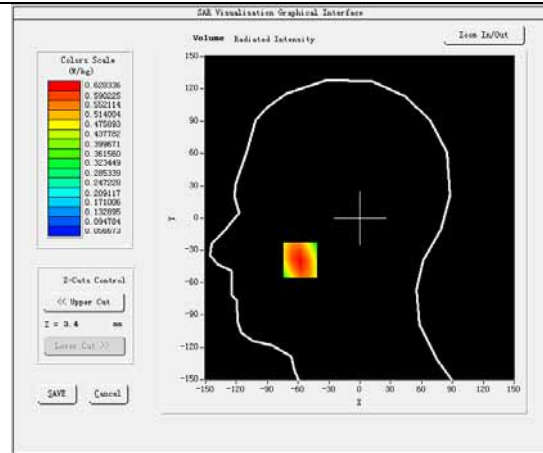 SAR Visualisation Graphical Interface
Volume Radiated Intensity
Zoom In/Out
Colors Scale
(W/kg)
0.628336
0.590225
0.552114
0.514004
0.475893
0.437782
0.399671
0.361560
0.323449
0.285339
0.247228
0.209117
0.171006
0.132895
0.094784
0.056673
Z-Cuts Control
<< Upper Cut
Z = 3.4 mm
Lower Cut >>
SAVE
Cancel
150
120
90
60
30
0
-30
-60
-90
-120
-150
Y
-150 -120 -90 -60 -30 0 30 60 90 120 150
X